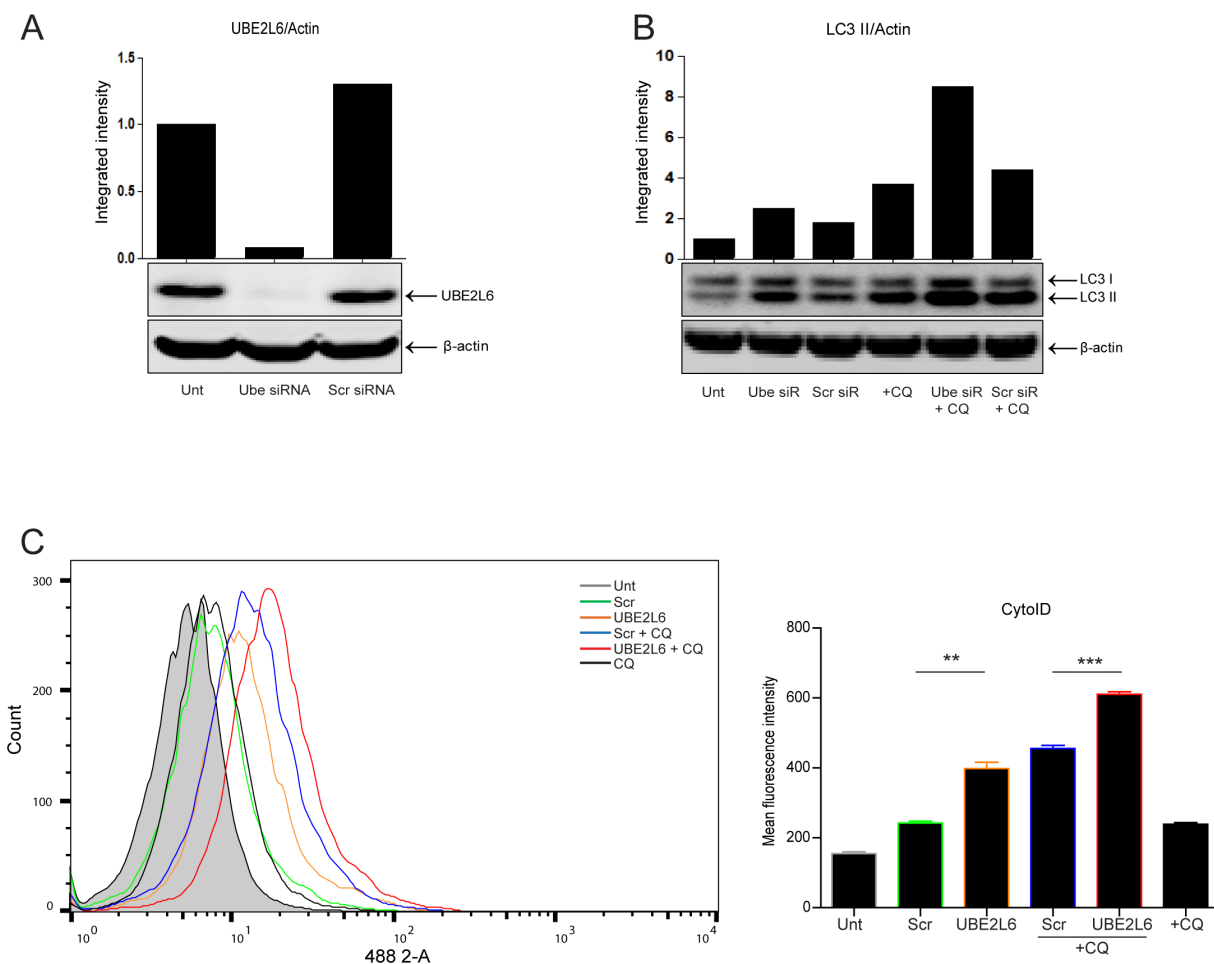 A
UBE2L6/Actin
Integrated intensity
1.5
1.0
0.5
0.0
UBE2L6
β-actin
Unt Ube siRNA Scr siRNA
B
LC3 II/Actin
Integrated intensity
10
8
6
4
2
0
LC3 I
LC3 II
β-actin
Unt Ube siR Scr siR +CQ Ube siR + CQ Scr siR + CQ
C
Count
300
200
100
0
10^0 10^1 10^2 10^3 10^4
488 2-A
Unt
Scr
UBE2L6
Scr + CQ
UBE2L6 + CQ
CQ
CytoID
Mean fluorescence intensity
800
600
400
200
0
** ***
Unt Scr UBE2L6 Scr UBE2L6 +CQ
+CQ